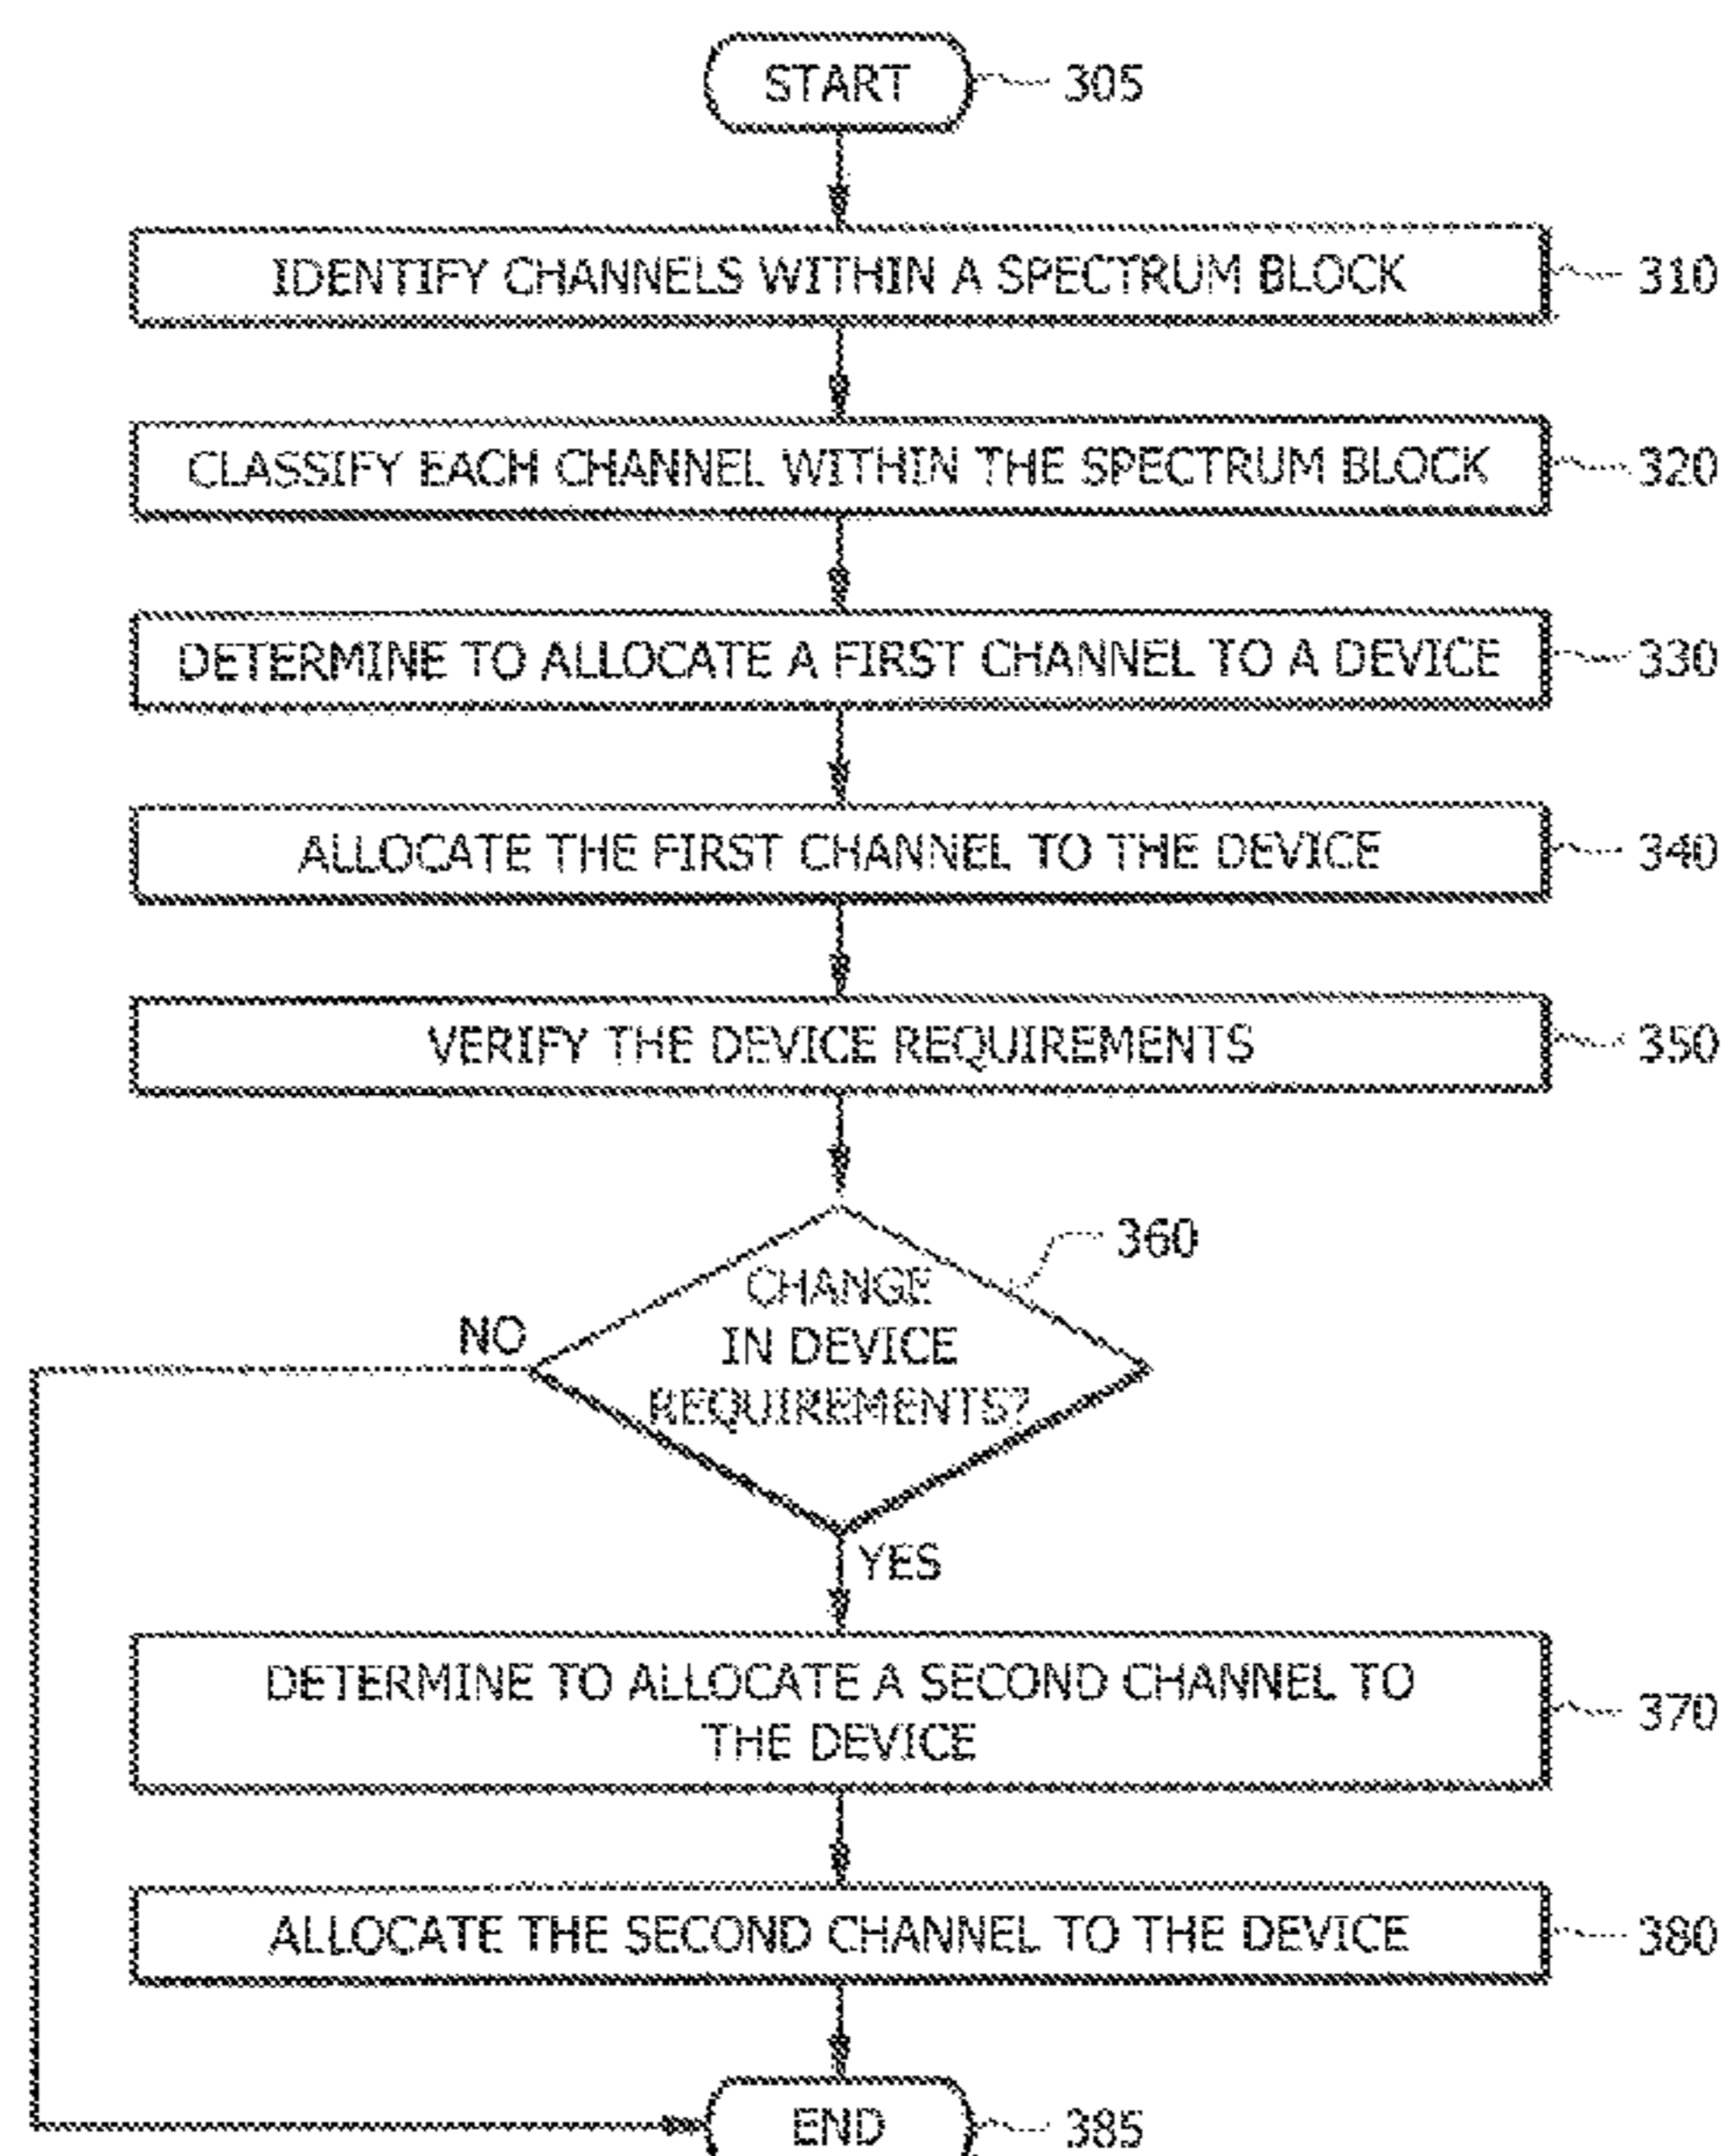 START 305
IDENTIFY CHANNELS WITHIN A SPECTRUM BLOCK 310
CLASSIFY EACH CHANNEL WITHIN THE SPECTRUM BLOCK 320
DETERMINE TO ALLOCATE A FIRST CHANNEL TO A DEVICE 330
ALLOCATE THE FIRST CHANNEL TO THE DEVICE 340
VERIFY THE DEVICE REQUIREMENTS 350
360
CHANGE
IN DEVICE
REQUIREMENTS?
NO
YES
DETERMINE TO ALLOCATE A SECOND CHANNEL TO
THE DEVICE
370
ALLOCATE THE SECOND CHANNEL TO THE DEVICE 380
END 385